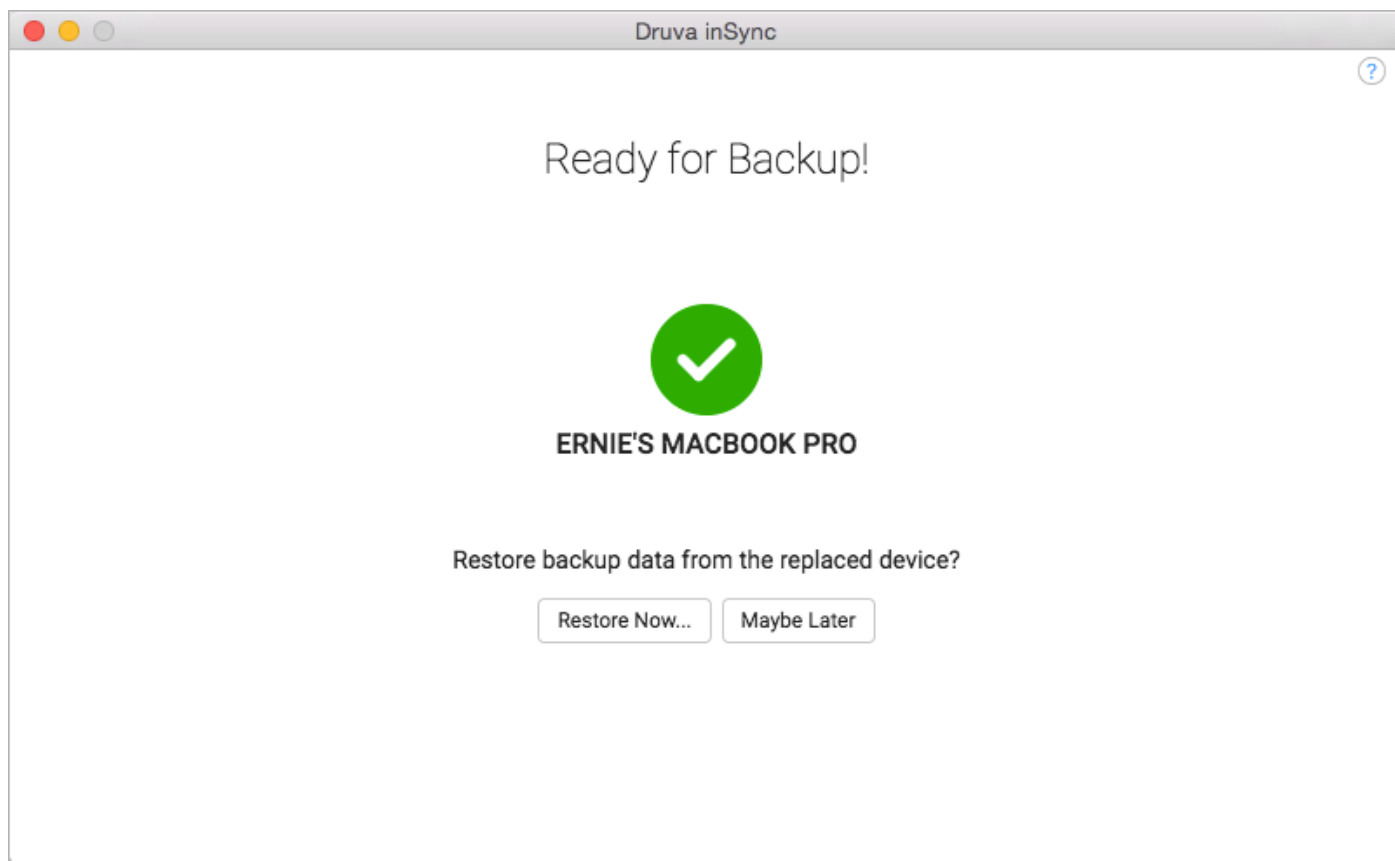 Druva inSync
?
Ready for Backup!
ERNIE'S MACBOOK PRO
Restore backup data from the replaced device?
Restore Now... Maybe Later